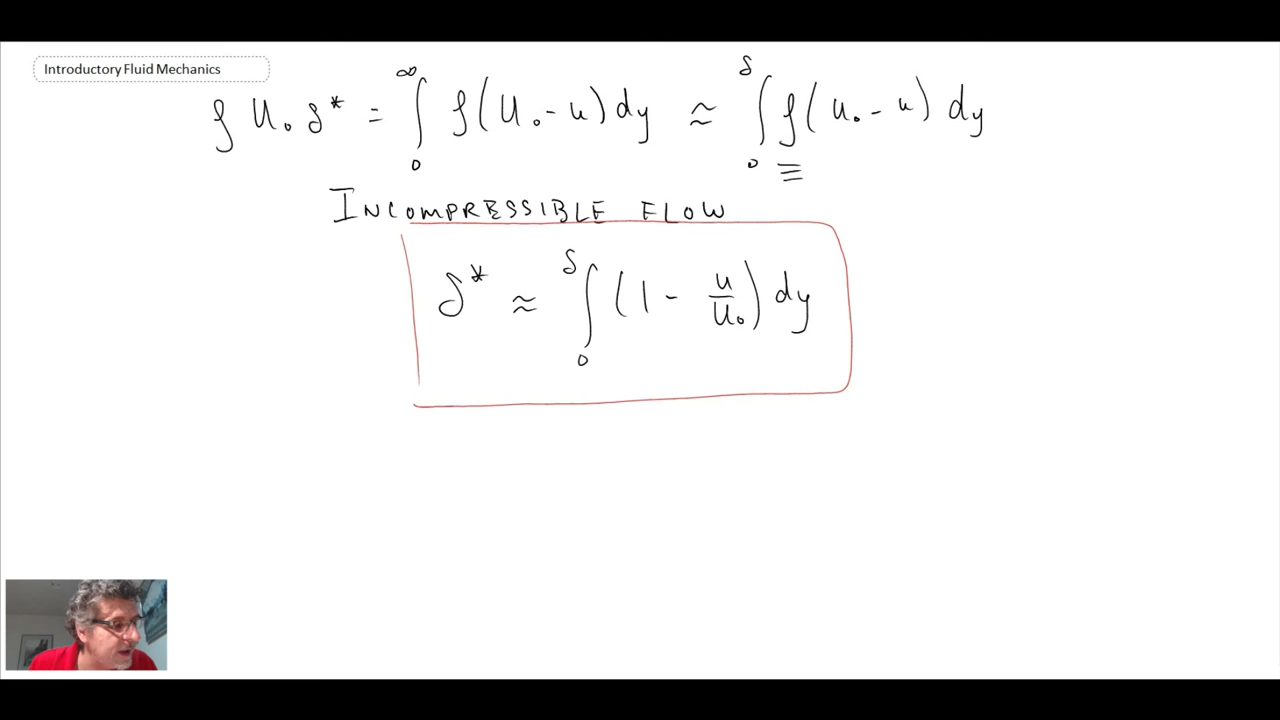 Introductory Fluid Mechanics
ρ U₀ δ* = ∫₀^∞ ρ(U₀ - u) dy ≈ ∫₀^δ ρ(u₀ - u) dy
INCOMPRESSIBLE FLOW
δ* ≈ ∫₀^δ (1 - u/U₀) dy